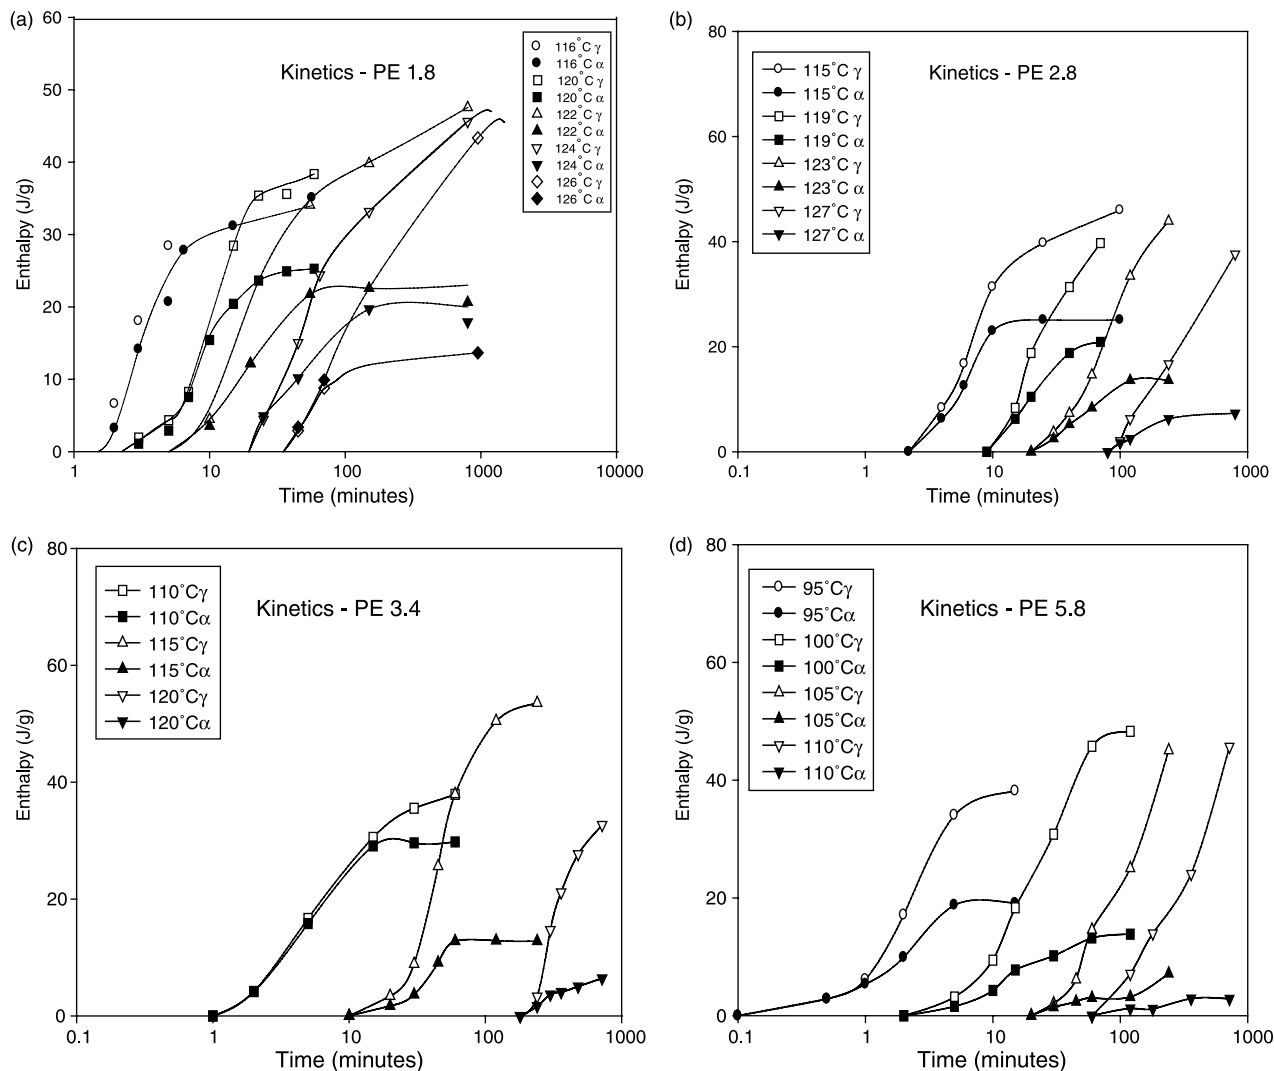 (a)
60
50
40
30
20
10
0
Enthalpy (J/g)
Kinetics - PE 1.8
116°C γ
116°C α
120°C γ
120°C α
122°C γ
122°C α
124°C γ
124°C α
126°C γ
126°C α
1 10 100 1000 10000
Time (minutes)
(b)
80
60
40
20
0
Enthalpy (J/g)
Kinetics - PE 2.8
115°C γ
115°C α
119°C γ
119°C α
123°C γ
123°C α
127°C γ
127°C α
0.1 1 10 100 1000
Time (minutes)
(c)
80
60
40
20
0
Enthalpy (J/g)
Kinetics - PE 3.4
110°Cγ
110°Cα
115°Cγ
115°Cα
120°Cγ
120°Cα
0.1 1 10 100 1000
Time (minutes)
(d)
80
60
40
20
0
Enthalpy (J/g)
Kinetics - PE 5.8
95°Cγ
95°Cα
100°Cγ
100°Cα
105°Cγ
105°Cα
110°Cγ
110°Cα
0.1 1 10 100 1000
Time (minutes)